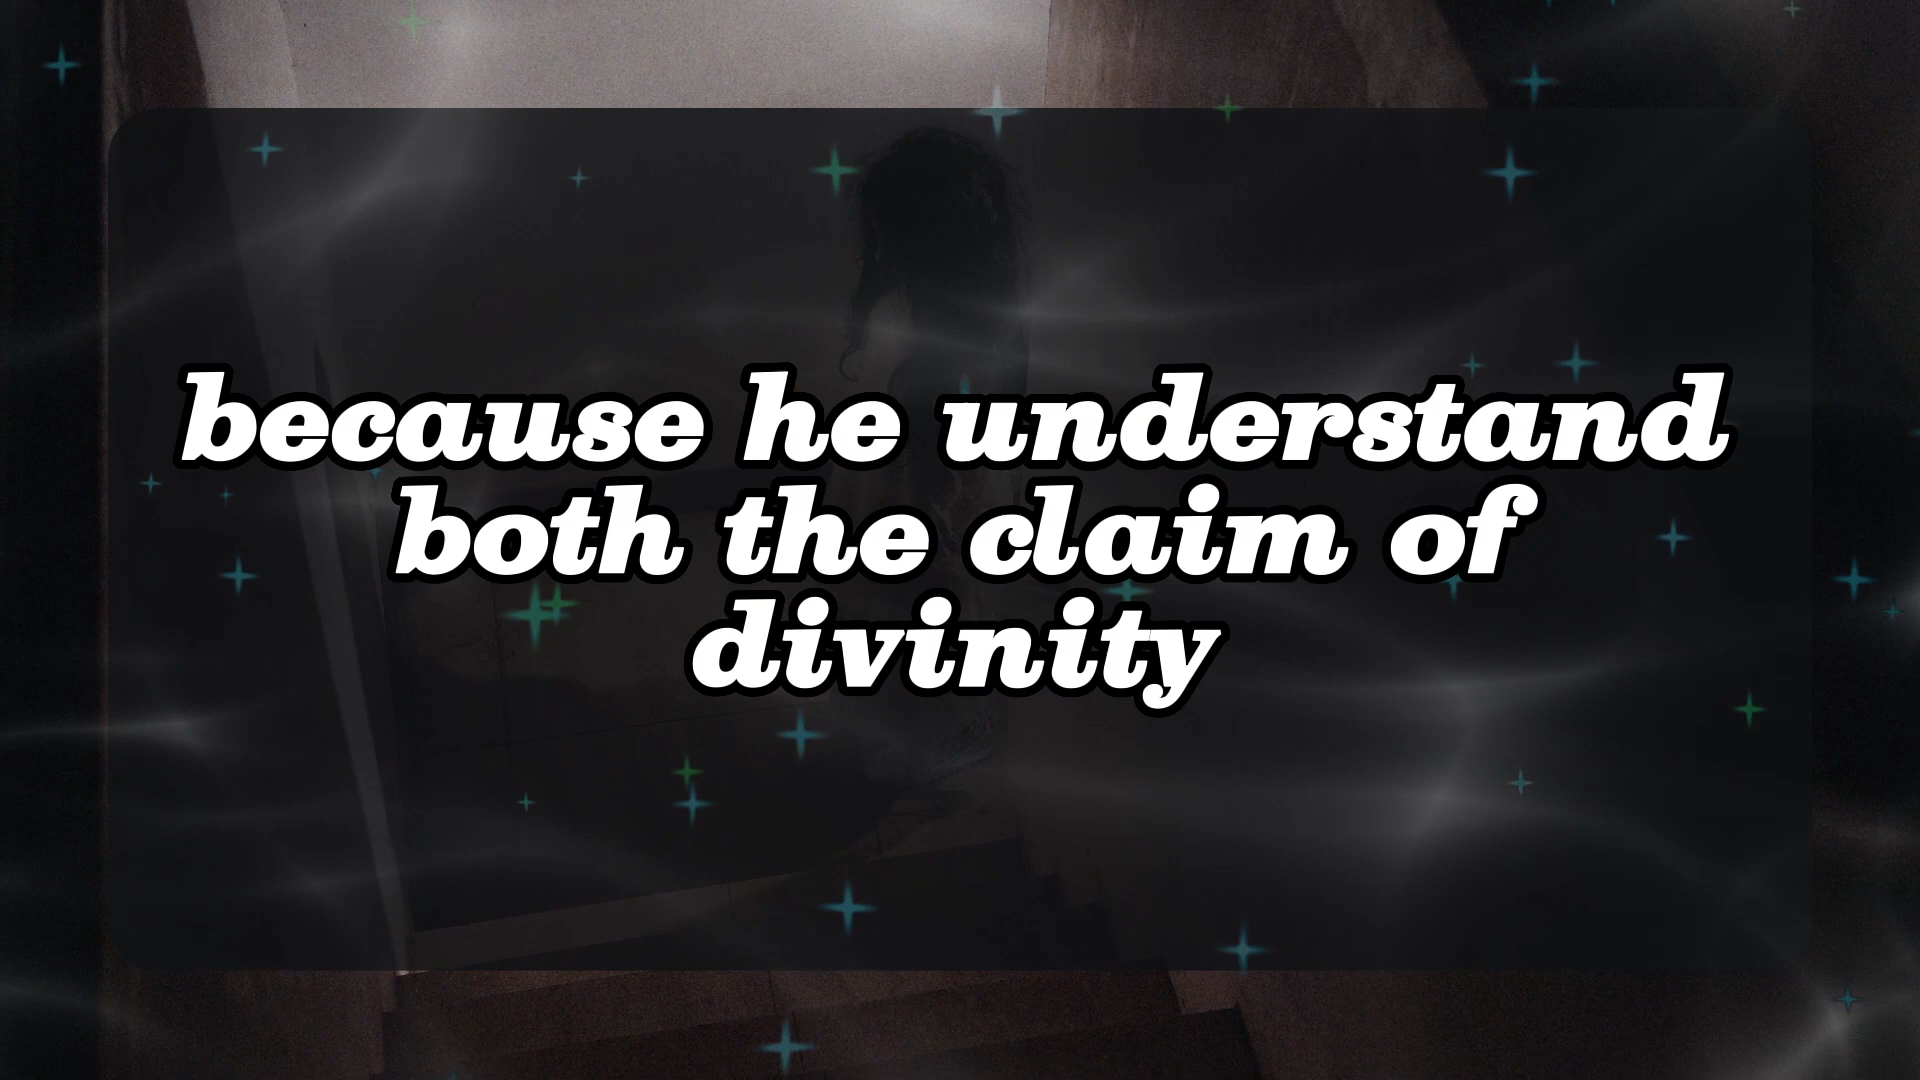 because he understand
both the claim of
divinity